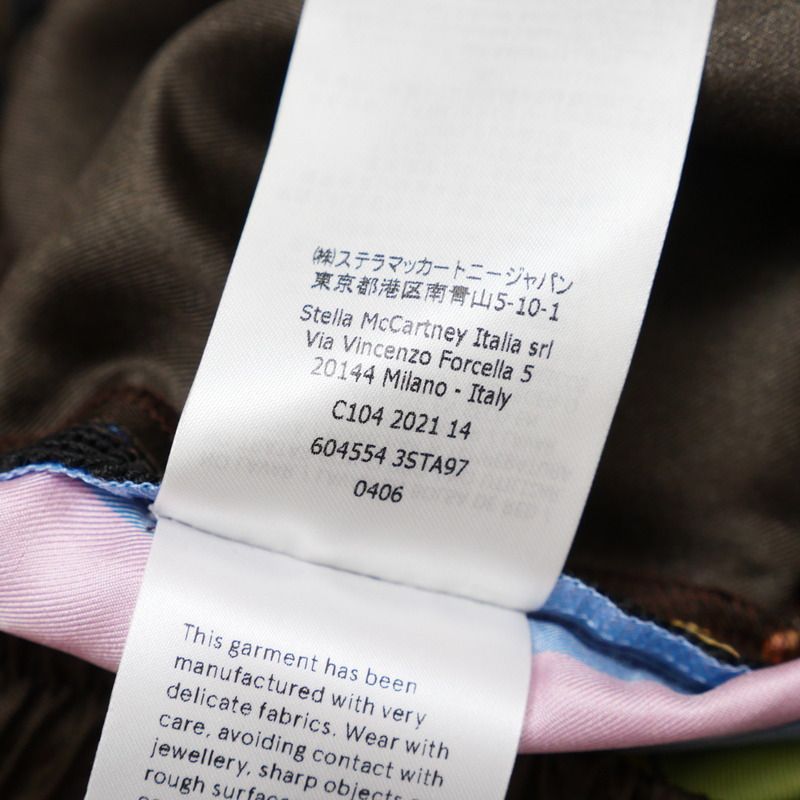 ㈱ステラマッカートニージャパン
東京都港区南青山5-10-1
Stella McCartney Italia srl
Via Vincenzo Forcella 5
20144 Milano - Italy
C104 2021 14
604554 3STA97
0406
This garment has been
manufactured with very
delicate fabrics. Wear with
care, avoiding contact with
jewellery, sharp objects
rough